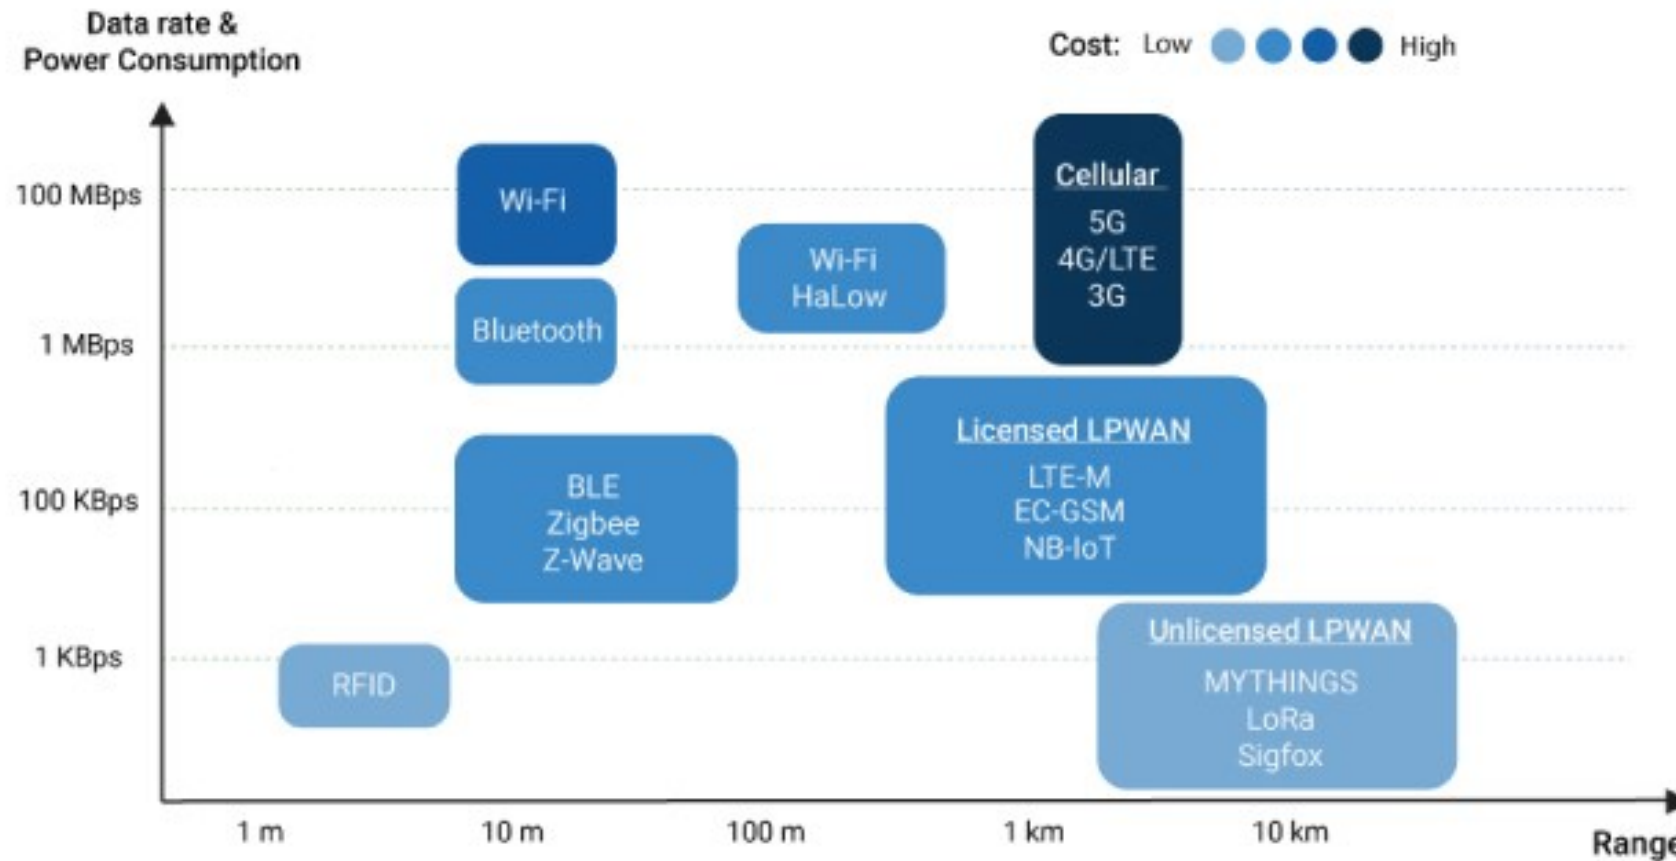 Data rate &
Power Consumption
Cost: Low High
100 MBps
1 MBps
100 KBps
1 KBps
Wi-Fi
Bluetooth
Wi-Fi
HaLow
Cellular
5G
4G/LTE
3G
BLE
Zigbee
Z-Wave
Licensed LPWAN
LTE-M
EC-GSM
NB-IoT
RFID
Unlicensed LPWAN
MYTHINGS
LoRa
Sigfox
1 m 10 m 100 m 1 km 10 km
Range